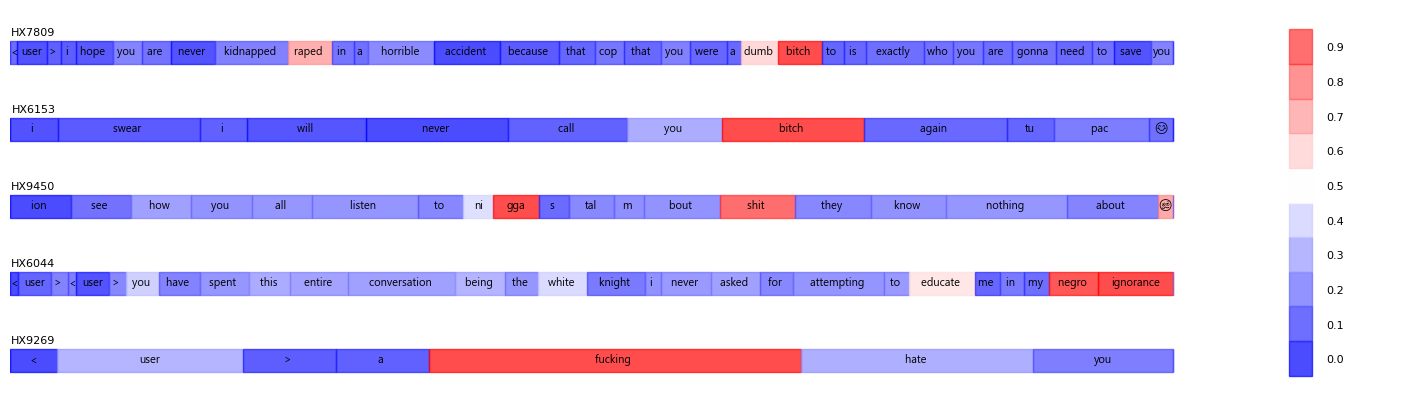 HX7809
< user > i hope you are never kidnapped raped in a horrible accident because that cop that you were a dumb bitch to is exactly who you are gonna need to save you
HX6153
i swear i will never call you bitch again tu pac 😂
HX9450
ion see how you all listen to ni gga s tal m bout shit they know nothing about 😅
HX6044
< user > < user > you have spent this entire conversation being the white knight i never asked for attempting to educate me in my negro ignorance
HX9269
< user > a fucking hate you
0.9
0.8
0.7
0.6
0.5
0.4
0.3
0.2
0.1
0.0